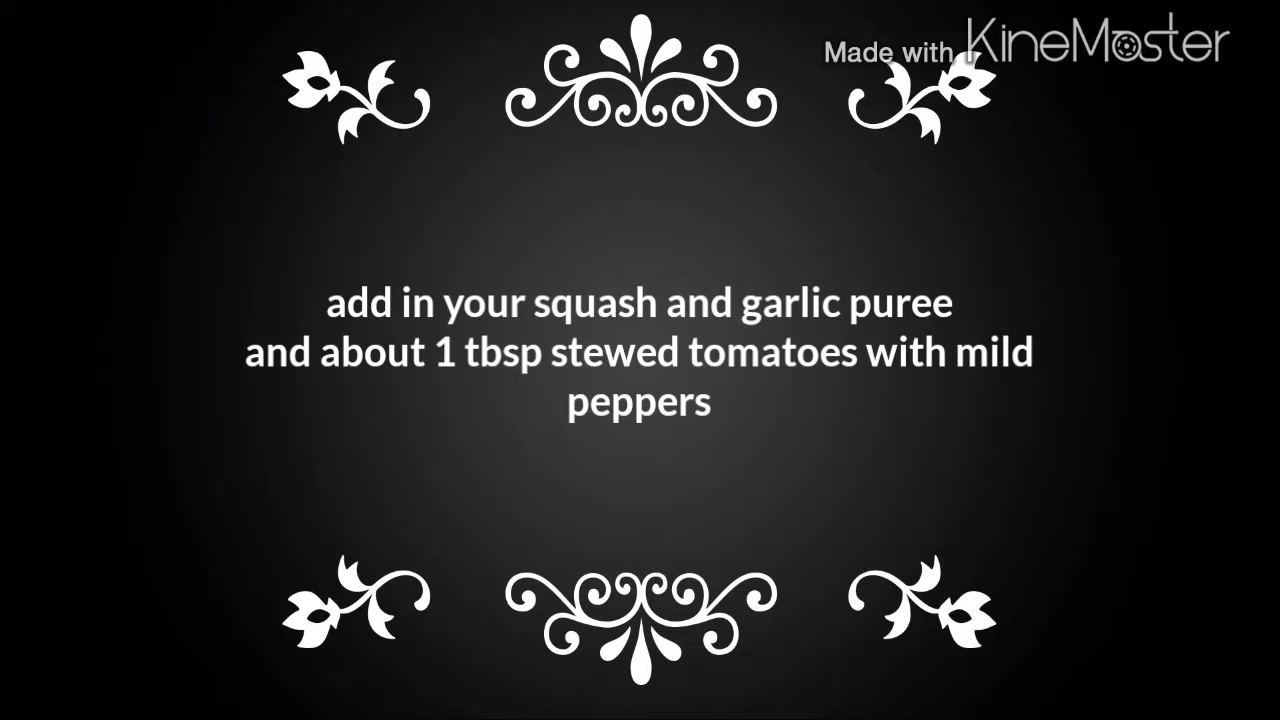 Made with KineMaster
add in your squash and garlic puree
and about 1 tbsp stewed tomatoes with mild
peppers